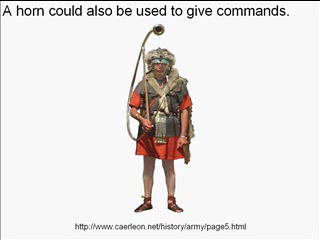 A horn could also be used to give commands.
http://www.caerleon.net/history/army/page5.html